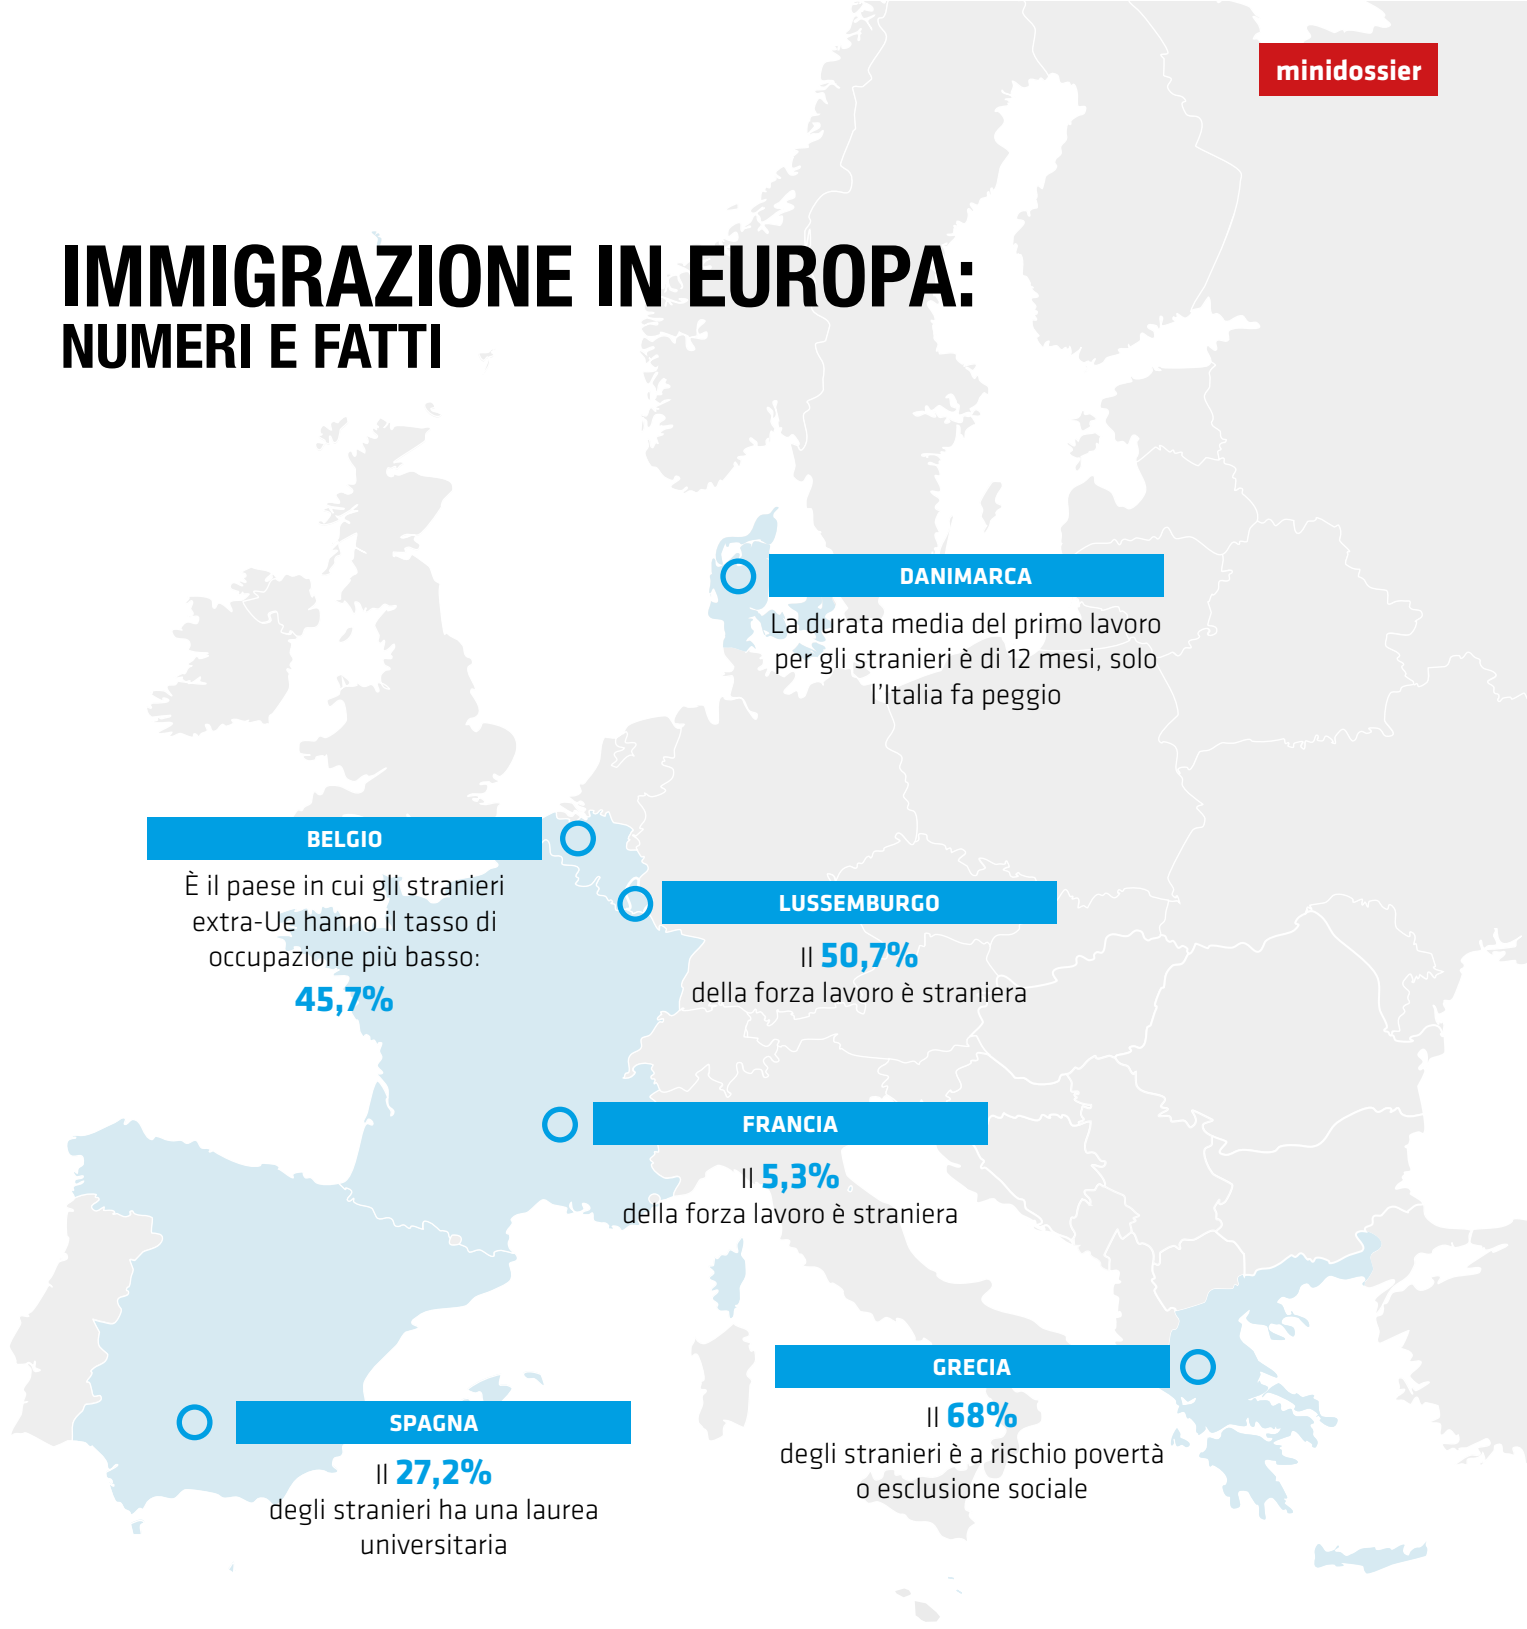 minidossier
IMMIGRAZIONE IN EUROPA:
NUMERI E FATTI
DANIMARCA
La durata media del primo lavoro
per gli stranieri è di 12 mesi, solo
l'Italia fa peggio
BELGIO
È il paese in cui gli stranieri
extra-Ue hanno il tasso di
occupazione più basso:
45,7%
LUSSEMBURGO
Il 50,7%
della forza lavoro è straniera
FRANCIA
Il 5,3%
della forza lavoro è straniera
GRECIA
Il 68%
degli stranieri è a rischio povertà
o esclusione sociale
SPAGNA
Il 27,2%
degli stranieri ha una laurea
universitaria